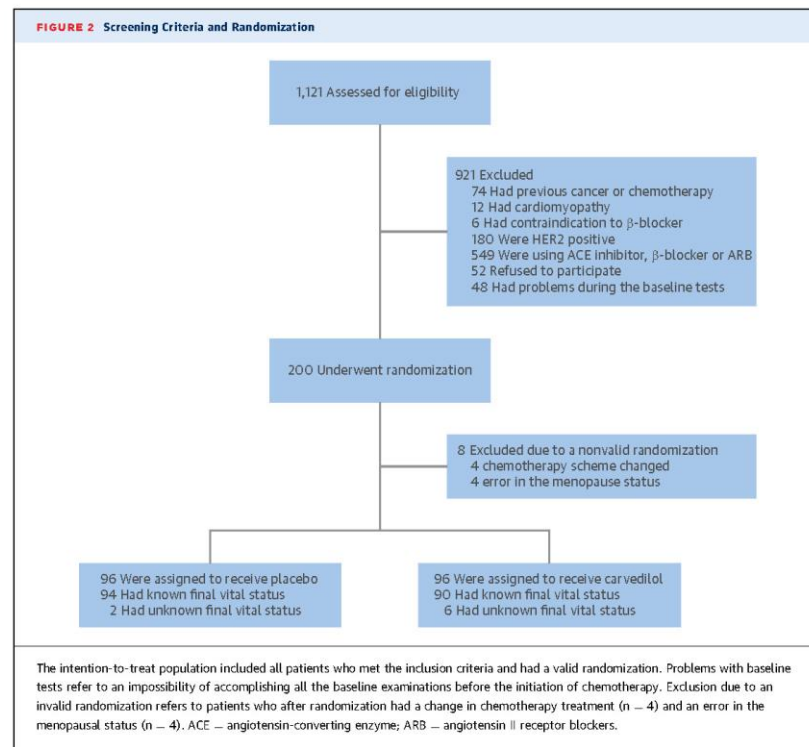 FIGURE 2 Screening Criteria and Randomization
1,121 Assessed for eligibility
921 Excluded
74 Had previous cancer or chemotherapy
12 Had cardiomyopathy
6 Had contraindication to β-blocker
180 Were HER2 positive
549 Were using ACE inhibitor, β-blocker or ARB
52 Refused to participate
48 Had problems during the baseline tests
200 Underwent randomization
8 Excluded due to a nonvalid randomization
4 chemotherapy scheme changed
4 error in the menopause status
96 Were assigned to receive placebo
94 Had known final vital status
2 Had unknown final vital status
96 Were assigned to receive carvedilol
90 Had known final vital status
6 Had unknown final vital status
The intention-to-treat population included all patients who met the inclusion criteria and had a valid randomization. Problems with baseline
tests refer to an impossibility of accomplishing all the baseline examinations before the initiation of chemotherapy. Exclusion due to an
invalid randomization refers to patients who after randomization had a change in chemotherapy treatment (n – 4) and an error in the
menopausal status (n – 4). ACE – angiotensin-converting enzyme; ARB – angiotensin II receptor blockers.